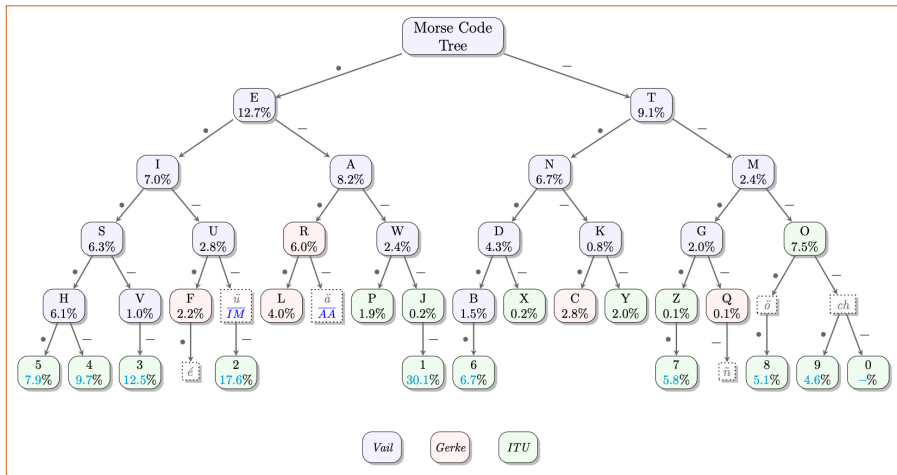 Morse Code
Tree
• –
E T
12.7% 9.1%
• – • –
I A N M
7.0% 8.2% 6.7% 2.4%
• – • – • – • –
S U R W D K G O
6.3% 2.8% 6.0% 2.4% 4.3% 0.8% 2.0% 7.5%
• – • – • – • – • – • – • – • –
H V F ü L ä P J B X C Y Z Q ö ch
6.1% 1.0% 2.2% IM 4.0% AA 1.9% 0.2% 1.5% 0.2% 2.8% 2.0% 0.1% 0.1%
• – – • – – • • – • • –
5 4 3 é 2 1 6 7 ñ 8 9 0
7.9% 9.7% 12.5% 17.6% 30.1% 6.7% 5.8% 5.1% 4.6% –%
Vail Gerke ITU